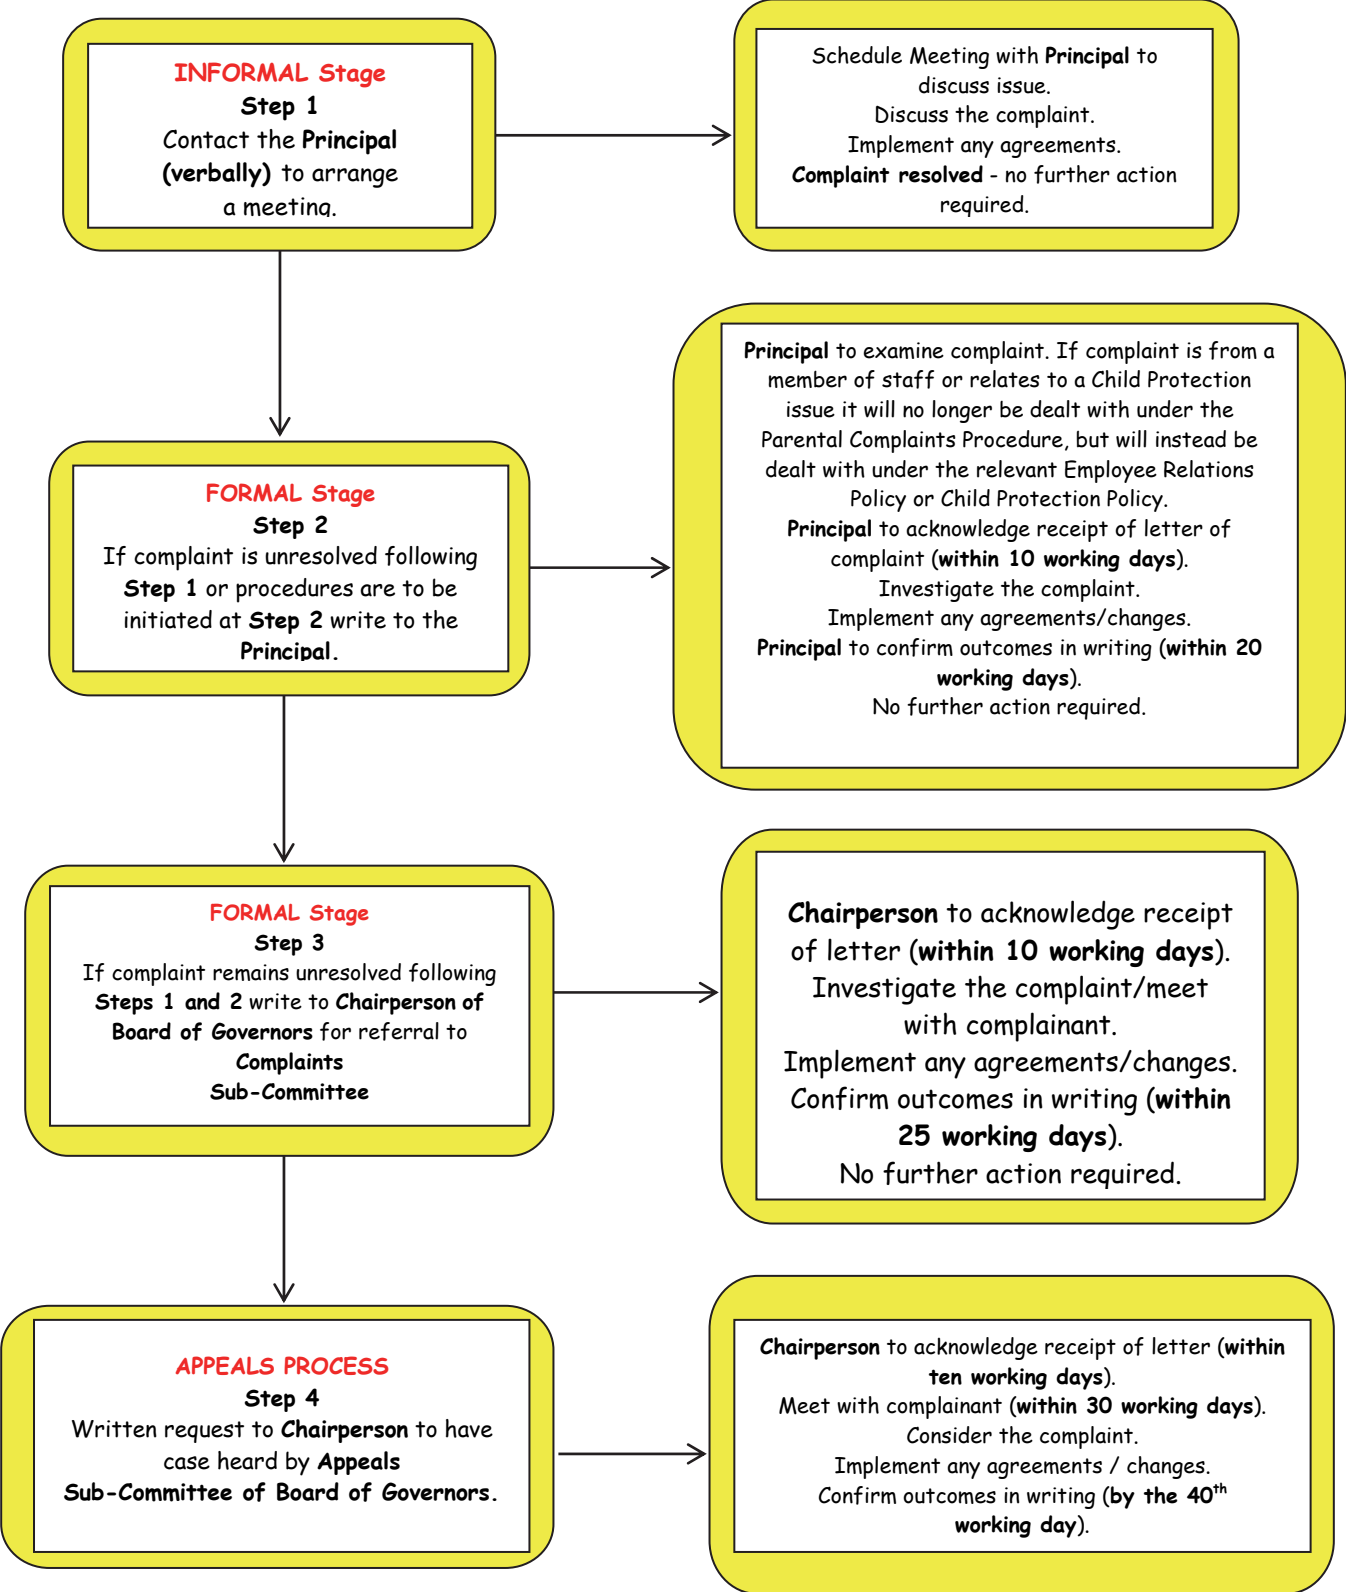 INFORMAL Stage
Step 1
Contact the Principal
(verbally) to arrange
a meeting.
Schedule Meeting with Principal to
discuss issue.
Discuss the complaint.
Implement any agreements.
Complaint resolved - no further action
required.
FORMAL Stage
Step 2
If complaint is unresolved following
Step 1 or procedures are to be
initiated at Step 2 write to the
Principal.
Principal to examine complaint. If complaint is from a
member of staff or relates to a Child Protection
issue it will no longer be dealt with under the
Parental Complaints Procedure, but will instead be
dealt with under the relevant Employee Relations
Policy or Child Protection Policy.
Principal to acknowledge receipt of letter of
complaint (within 10 working days).
Investigate the complaint.
Implement any agreements/changes.
Principal to confirm outcomes in writing (within 20
working days).
No further action required.
FORMAL Stage
Step 3
If complaint remains unresolved following
Steps 1 and 2 write to Chairperson of
Board of Governors for referral to
Complaints
Sub-Committee
Chairperson to acknowledge receipt
of letter (within 10 working days).
Investigate the complaint/meet
with complainant.
Implement any agreements/changes.
Confirm outcomes in writing (within
25 working days).
No further action required.
APPEALS PROCESS
Step 4
Written request to Chairperson to have
case heard by Appeals
Sub-Committee of Board of Governors.
Chairperson to acknowledge receipt of letter (within
ten working days).
Meet with complainant (within 30 working days).
Consider the complaint.
Implement any agreements / changes.
Confirm outcomes in writing (by the 40th
working day).